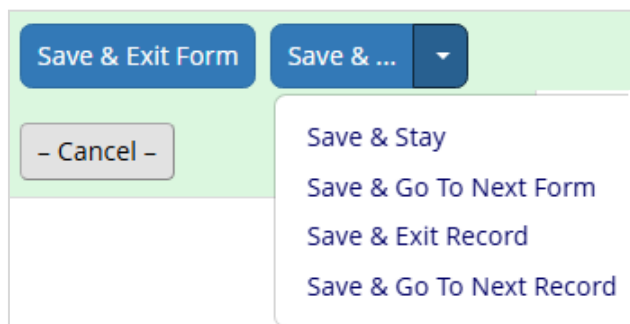 Save & Exit Form
Save & ...
– Cancel –
Save & Stay
Save & Go To Next Form
Save & Exit Record
Save & Go To Next Record